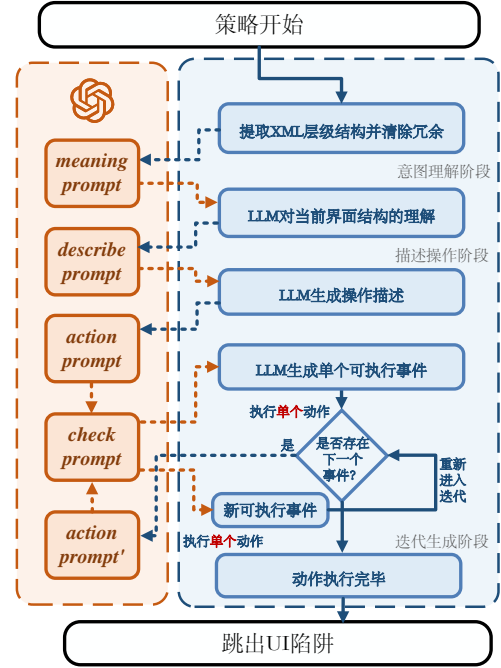 策略开始
提取XML层级结构并清除冗余
意图理解阶段
meaning
prompt
LLM对当前界面结构的理解
描述操作阶段
describe
prompt
LLM生成操作描述
action
prompt
LLM生成单个可执行事件
执行单个动作
check
prompt
是
是否存在
下一个
事件?
重新
进入
迭代
新可执行事件
action
prompt'
执行单个动作
迭代生成阶段
动作执行完毕
跳出UI陷阱